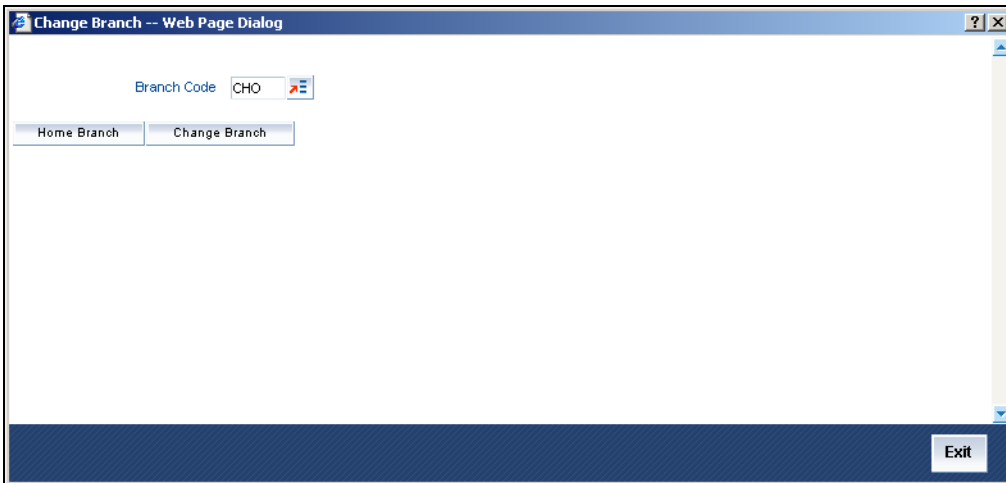 Change Branch -- Web Page Dialog
Branch Code CHO
Home Branch Change Branch
Exit